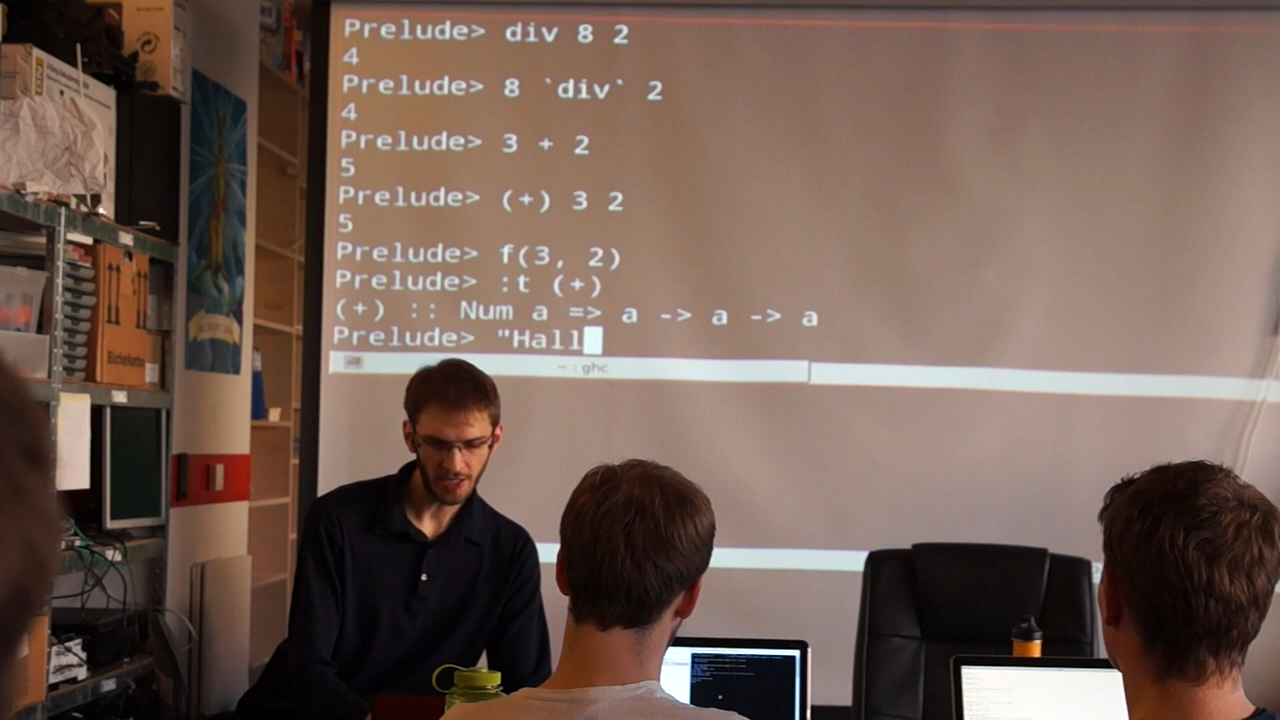 Prelude> div 8 2
4
Prelude> 8 `div` 2
4
Prelude> 3 + 2
5
Prelude> (+) 3 2
5
Prelude> f(3, 2)
Prelude> :t (+)
(+) :: Num a => a -> a -> a
Prelude> "Hall
~ : ghc
Bücherkarton